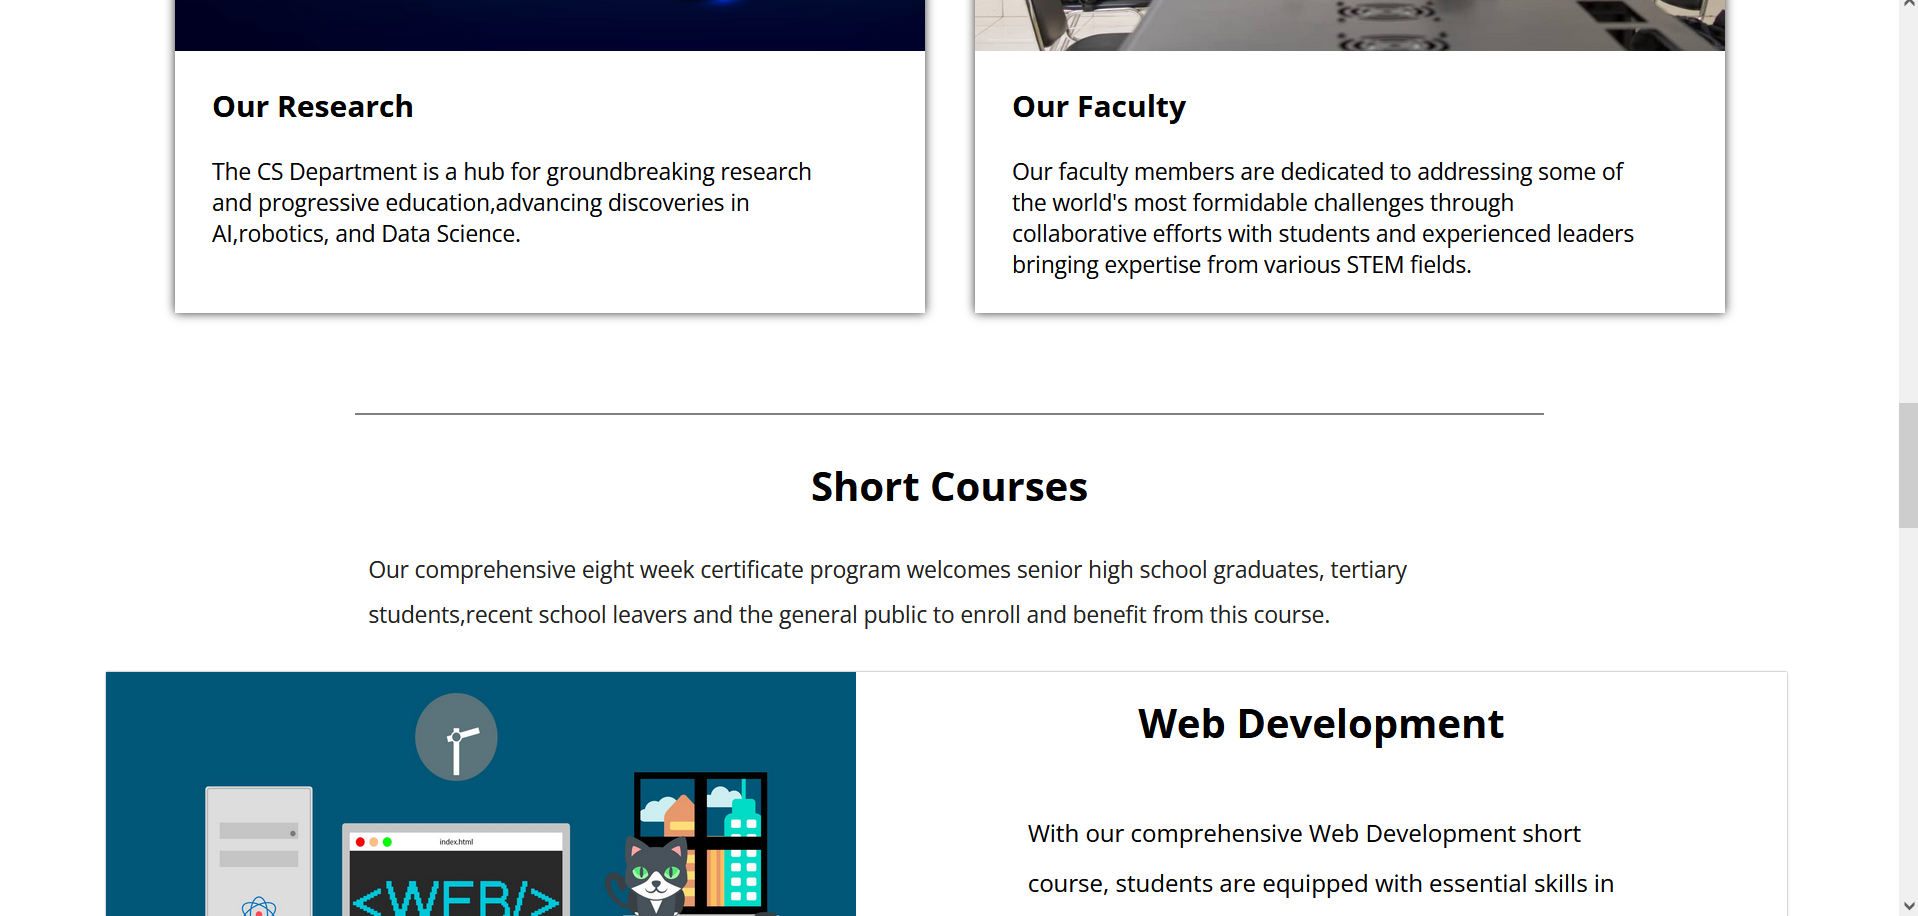 Our Research
The CS Department is a hub for groundbreaking research
and progressive education,advancing discoveries in
AI,robotics, and Data Science.
Our Faculty
Our faculty members are dedicated to addressing some of
the world's most formidable challenges through
collaborative efforts with students and experienced leaders
bringing expertise from various STEM fields.
Short Courses
Our comprehensive eight week certificate program welcomes senior high school graduates, tertiary
students,recent school leavers and the general public to enroll and benefit from this course.
index.html
<WEB/>
Web Development
With our comprehensive Web Development short
course, students are equipped with essential skills in